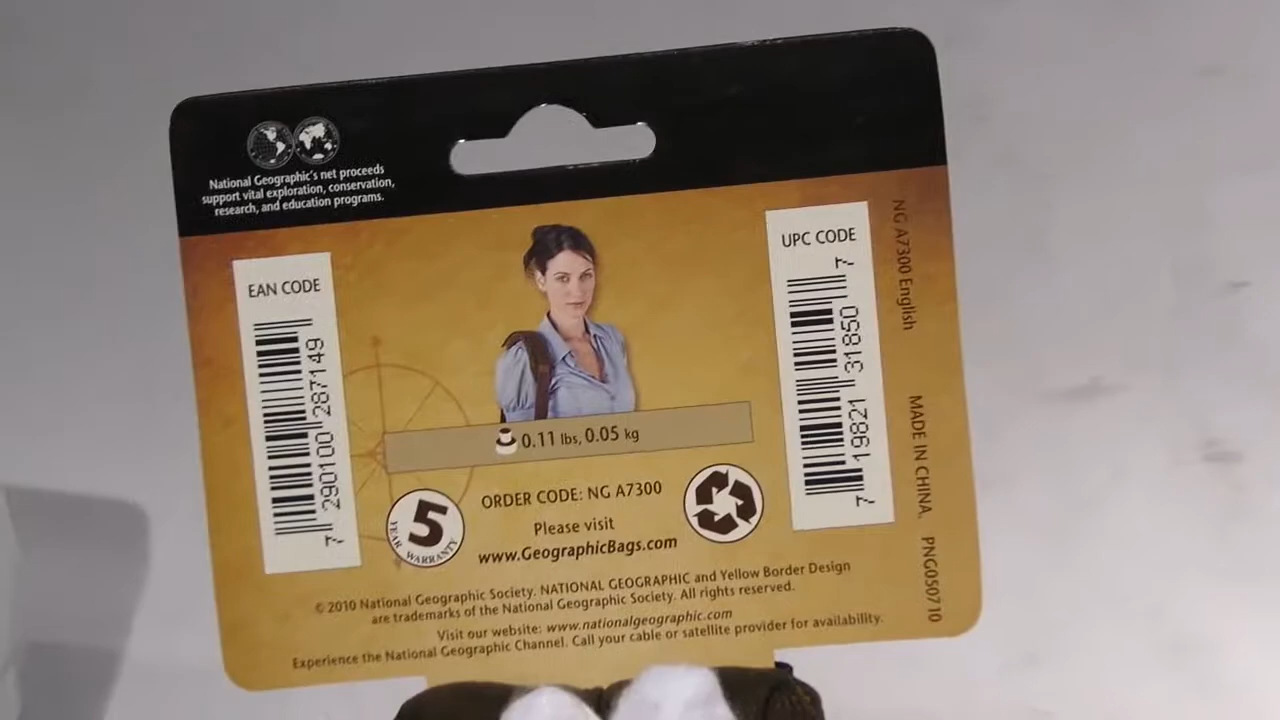 National Geographic's net proceeds
support vital exploration, conservation,
research, and education programs.
EAN CODE
7 290100 287149
UPC CODE
7 19821 31850 7
NG A7300 English
MADE IN CHINA.
PNG050710
0.11 lbs, 0.05 kg
5
YEAR WARRANTY
ORDER CODE: NG A7300
Please visit
www.GeographicBags.com
© 2010 National Geographic Society. NATIONAL GEOGRAPHIC and Yellow Border Design
are trademarks of the National Geographic Society. All rights reserved.
Visit our website: www.nationalgeographic.com
Experience the National Geographic Channel. Call your cable or satellite provider for availability.